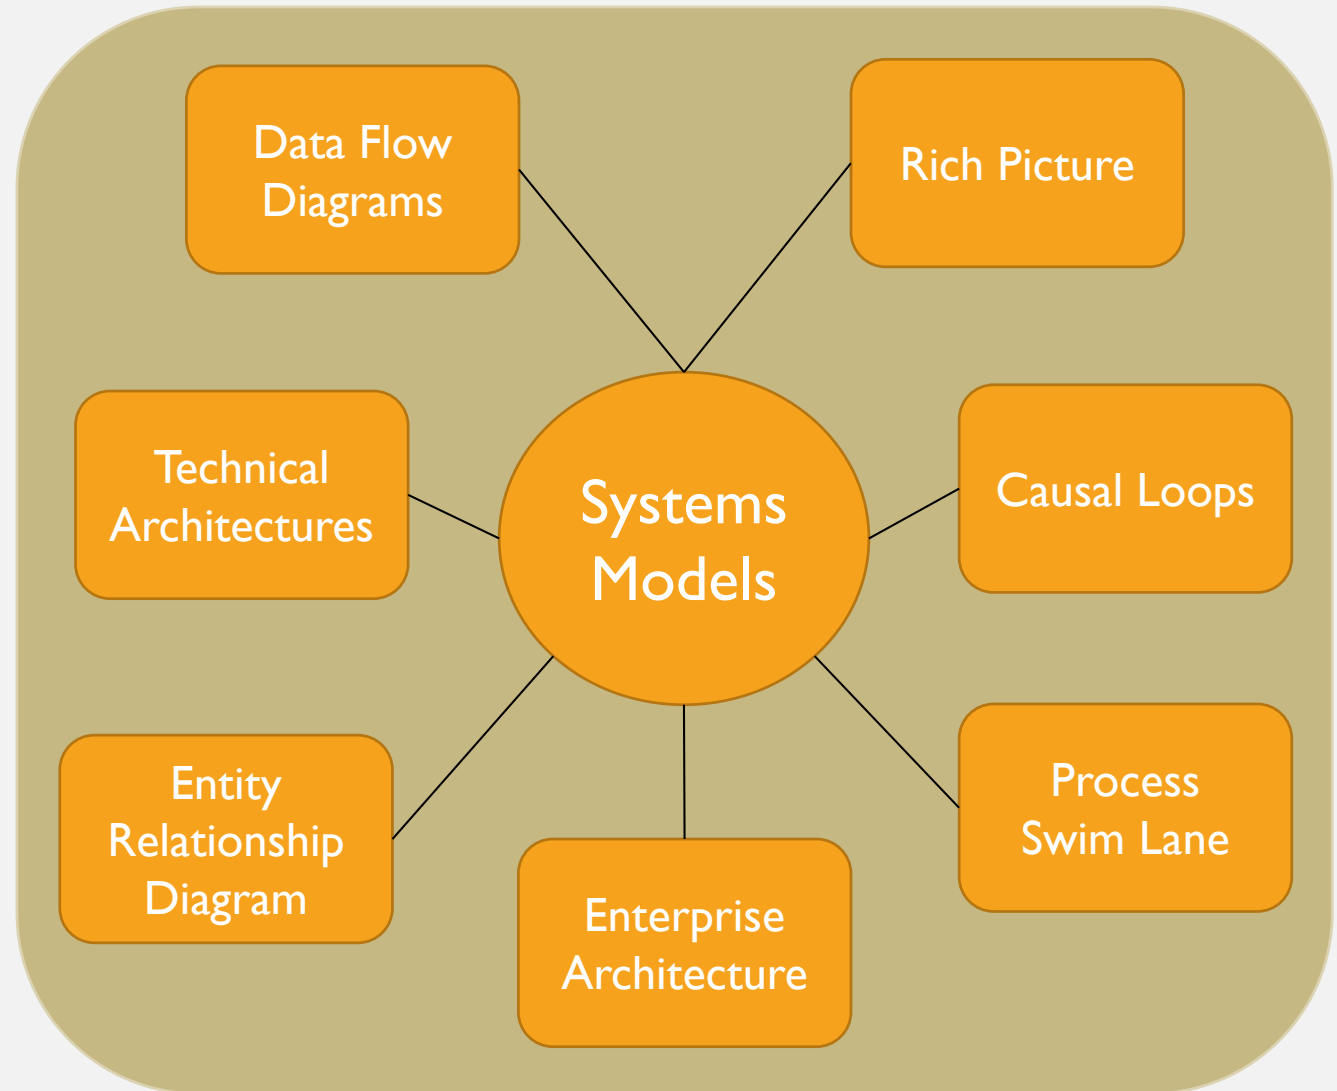 Data Flow
Diagrams
Rich Picture
Technical
Architectures
Systems
Models
Causal Loops
Entity
Relationship
Diagram
Enterprise
Architecture
Process
Swim Lane